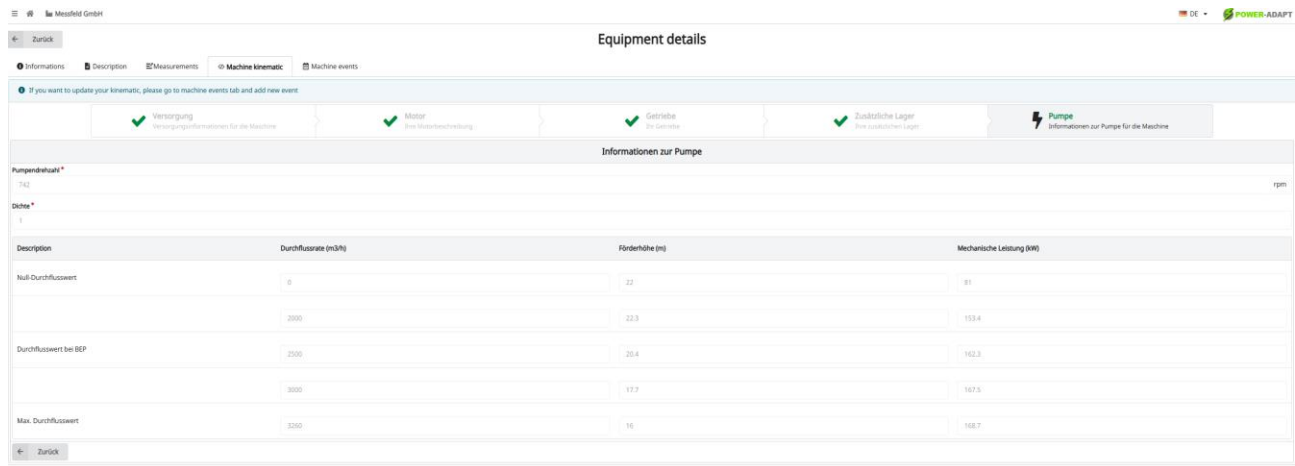 Messfeld GmbH
DE
POWER-ADAPT
Zurück
Equipment details
Informations
Description
Measurements
Machine kinematic
Machine events
If you want to update your kinematic, please go to machine events tab and add new event
Versorgung
Versorgungsinformationen für die Maschine
Motor
Ihre Motorbeschreibung
Getriebe
Ihr Getriebe
Zusätzliche Lager
Ihre zusätzlichen Lager
Pumpe
Informationen zur Pumpe für die Maschine
Informationen zur Pumpe
Pumpendrehzahl *
742 rpm
Dichte *
1
Description Durchflussrate (m3/h) Förderhöhe (m) Mechanische Leistung (kW)
Null-Durchflusswert 0 22 81
2000 22.3 153.4
Durchflusswert bei BEP 2500 20.4 162.3
3000 17.7 167.5
Max. Durchflusswert 3260 16 168.7
Zurück